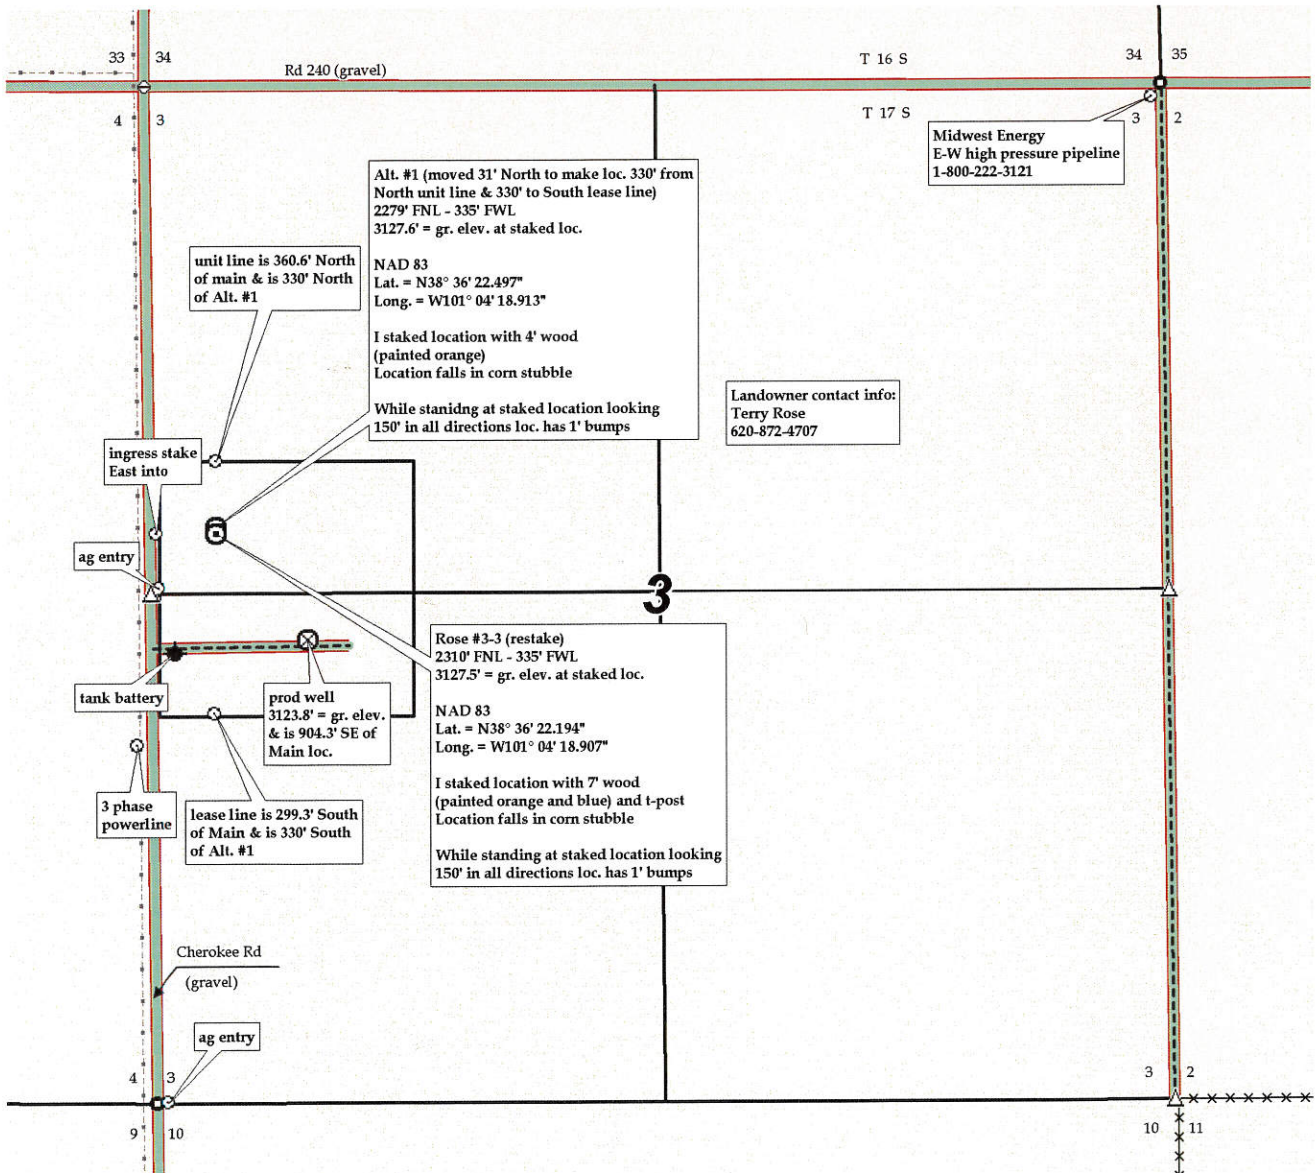 33 34
34 35
Rd 240 (gravel)
T 16 S
T 17 S
4 3
3 2
Midwest Energy
E-W high pressure pipeline
1-800-222-3121
Alt. #1 (moved 31' North to make loc. 330' from
North unit line & 330' to South lease line)
2279' FNL - 335' FWL
3127.6' = gr. elev. at staked loc.
NAD 83
Lat. = N38° 36' 22.497"
Long. = W101° 04' 18.913"
I staked location with 4' wood
(painted orange)
Location falls in corn stubble
While stanidng at staked location looking
150' in all directions loc. has 1' bumps
unit line is 360.6' North
of main & is 330' North
of Alt. #1
Landowner contact info:
Terry Rose
620-872-4707
ingress stake
East into
ag entry
3
Rose #3-3 (restake)
2310' FNL - 335' FWL
3127.5' = gr. elev. at staked loc.
NAD 83
Lat. = N38° 36' 22.194"
Long. = W101° 04' 18.907"
I staked location with 7' wood
(painted orange and blue) and t-post
Location falls in corn stubble
While standing at staked location looking
150' in all directions loc. has 1' bumps
tank battery
prod well
3123.8' = gr. elev.
& is 904.3' SE of
Main loc.
3 phase
powerline
lease line is 299.3' South
of Main & is 330' South
of Alt. #1
Cherokee Rd
(gravel)
ag entry
4 3
3 2
9 10
10 11